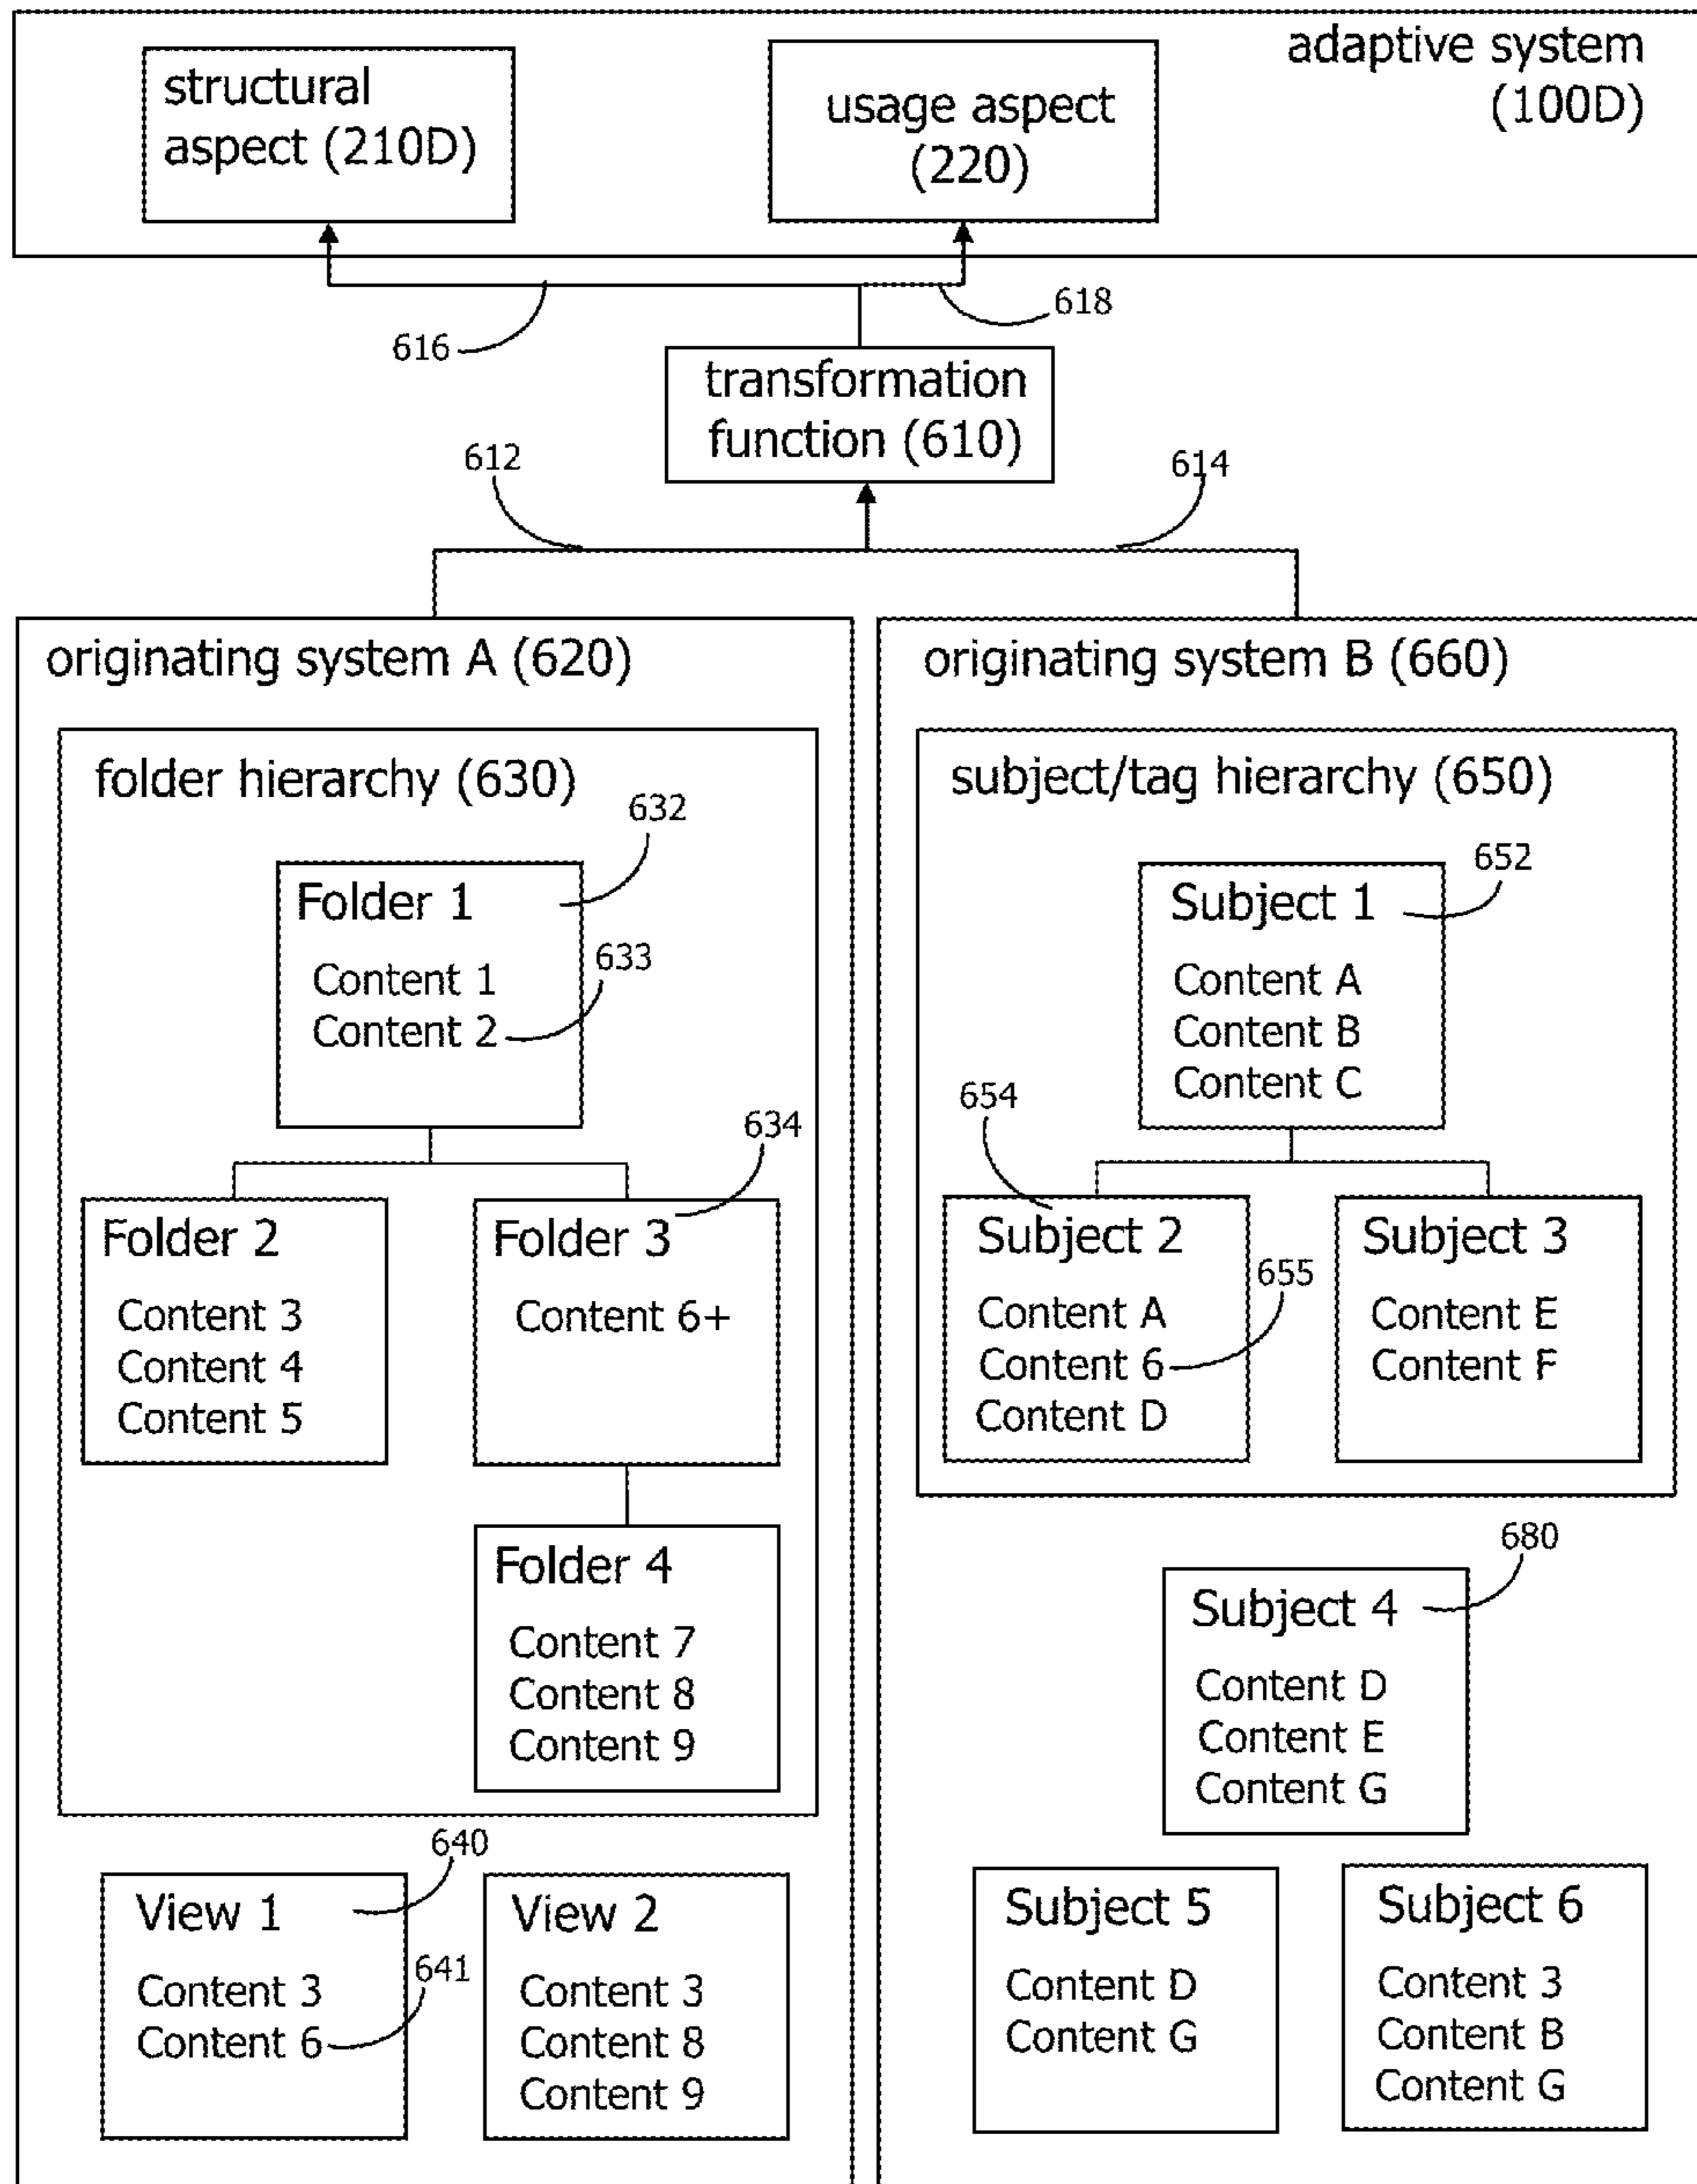 adaptive system
(100D)
structural
aspect (210D)
usage aspect
(220)
616
618
transformation
function (610)
612
614
originating system A (620)
folder hierarchy (630)
632
Folder 1
Content 1
633
Content 2
634
Folder 2
Content 3
Content 4
Content 5
Folder 3
Content 6+
Folder 4
Content 7
Content 8
Content 9
640
View 1
Content 3
641
Content 6
View 2
Content 3
Content 8
Content 9
originating system B (660)
subject/tag hierarchy (650)
652
Subject 1
Content A
Content B
Content C
654
Subject 2
655
Content A
Content 6
Content D
Subject 3
Content E
Content F
680
Subject 4
Content D
Content E
Content G
Subject 5
Content D
Content G
Subject 6
Content 3
Content B
Content G